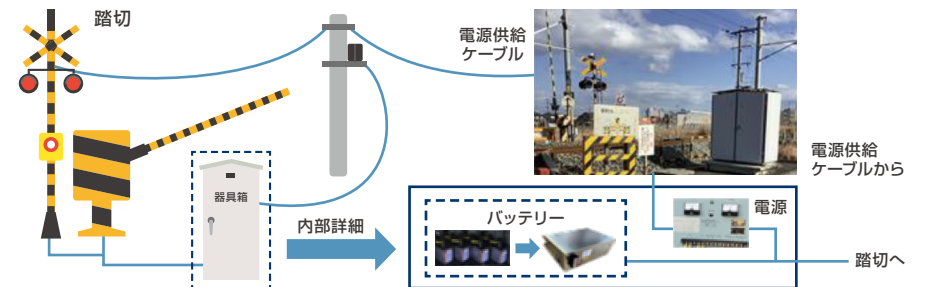 踏切
電源供給
ケーブル
器具箱
内部詳細
バッテリー
電源
電源供給
ケーブルから
踏切へ